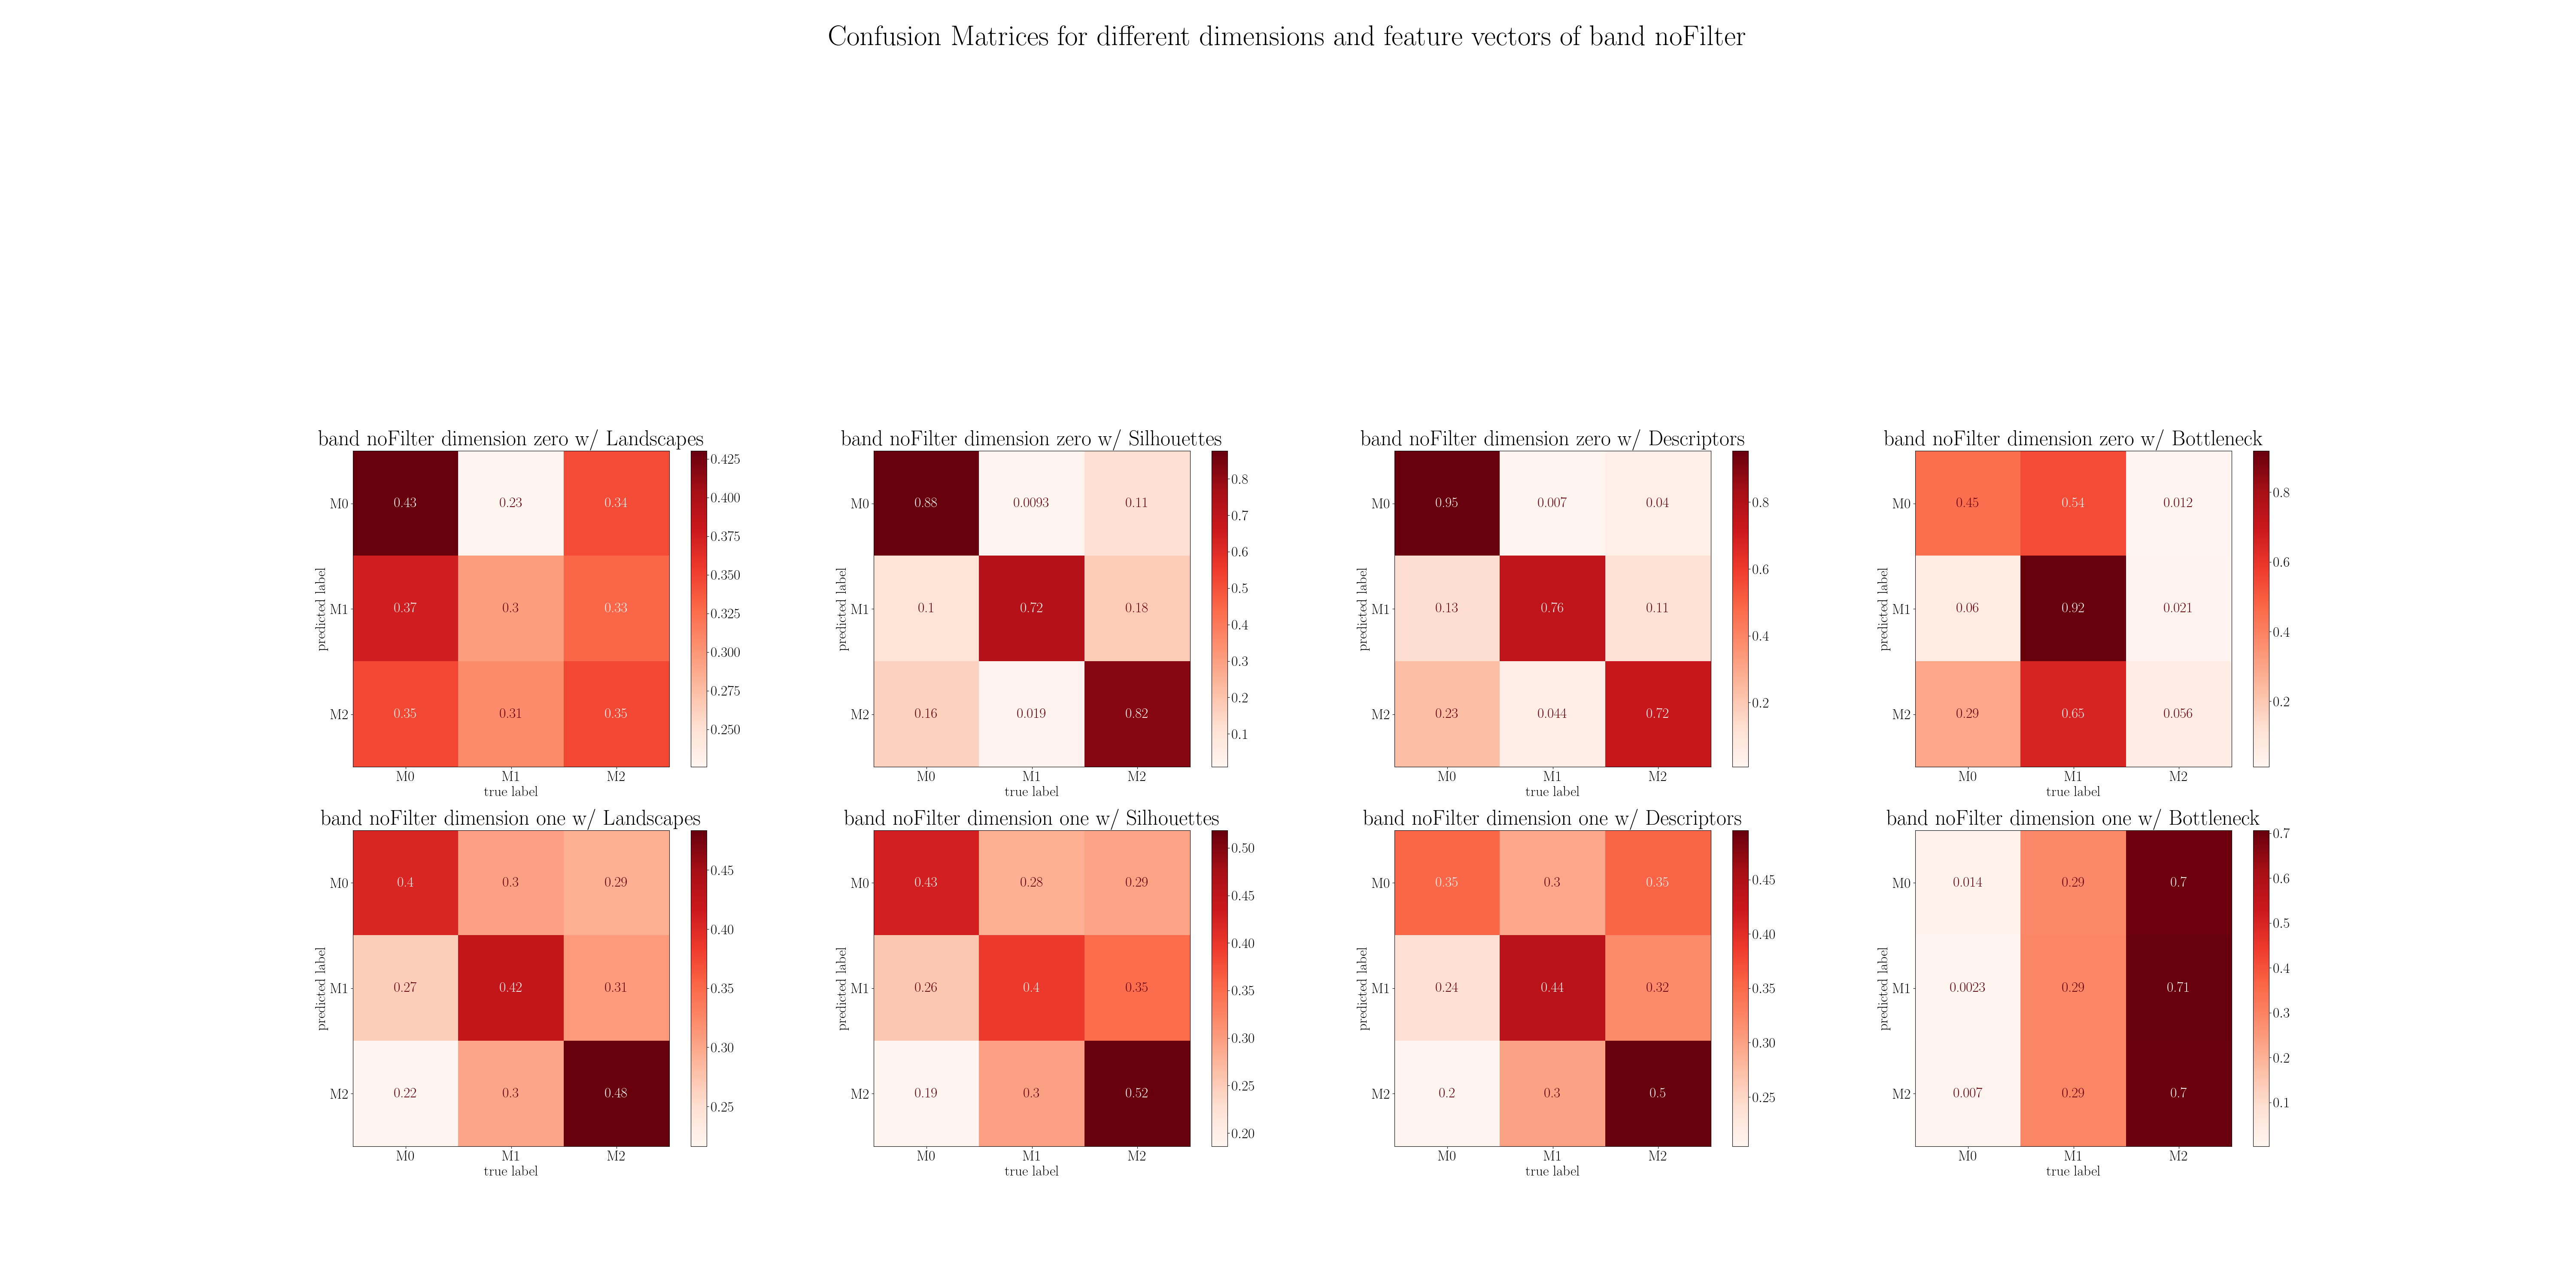 Confusion Matrices for different dimensions and feature vectors of band noFilter
band noFilter dimension zero w/ Landscapes
predicted label
M0 0.43 0.23 0.34
M1 0.37 0.3 0.33
M2 0.35 0.31 0.35
M0 M1 M2
true label
0.425
0.400
0.375
0.350
0.325
0.300
0.275
0.250
band noFilter dimension zero w/ Silhouettes
predicted label
M0 0.88 0.0093 0.11
M1 0.1 0.72 0.18
M2 0.16 0.019 0.82
M0 M1 M2
true label
0.8
0.7
0.6
0.5
0.4
0.3
0.2
0.1
band noFilter dimension zero w/ Descriptors
predicted label
M0 0.95 0.007 0.04
M1 0.13 0.76 0.11
M2 0.23 0.044 0.72
M0 M1 M2
true label
0.8
0.6
0.4
0.2
band noFilter dimension zero w/ Bottleneck
predicted label
M0 0.45 0.54 0.012
M1 0.06 0.92 0.021
M2 0.29 0.65 0.056
M0 M1 M2
true label
0.8
0.6
0.4
0.2
band noFilter dimension one w/ Landscapes
predicted label
M0 0.4 0.3 0.29
M1 0.27 0.42 0.31
M2 0.22 0.3 0.48
M0 M1 M2
true label
0.45
0.40
0.35
0.30
0.25
band noFilter dimension one w/ Silhouettes
predicted label
M0 0.43 0.28 0.29
M1 0.26 0.4 0.35
M2 0.19 0.3 0.52
M0 M1 M2
true label
0.50
0.45
0.40
0.35
0.30
0.25
0.20
band noFilter dimension one w/ Descriptors
predicted label
M0 0.35 0.3 0.35
M1 0.24 0.44 0.32
M2 0.2 0.3 0.5
M0 M1 M2
true label
0.45
0.40
0.35
0.30
0.25
band noFilter dimension one w/ Bottleneck
predicted label
M0 0.014 0.29 0.7
M1 0.0023 0.29 0.71
M2 0.007 0.29 0.7
M0 M1 M2
true label
0.7
0.6
0.5
0.4
0.3
0.2
0.1